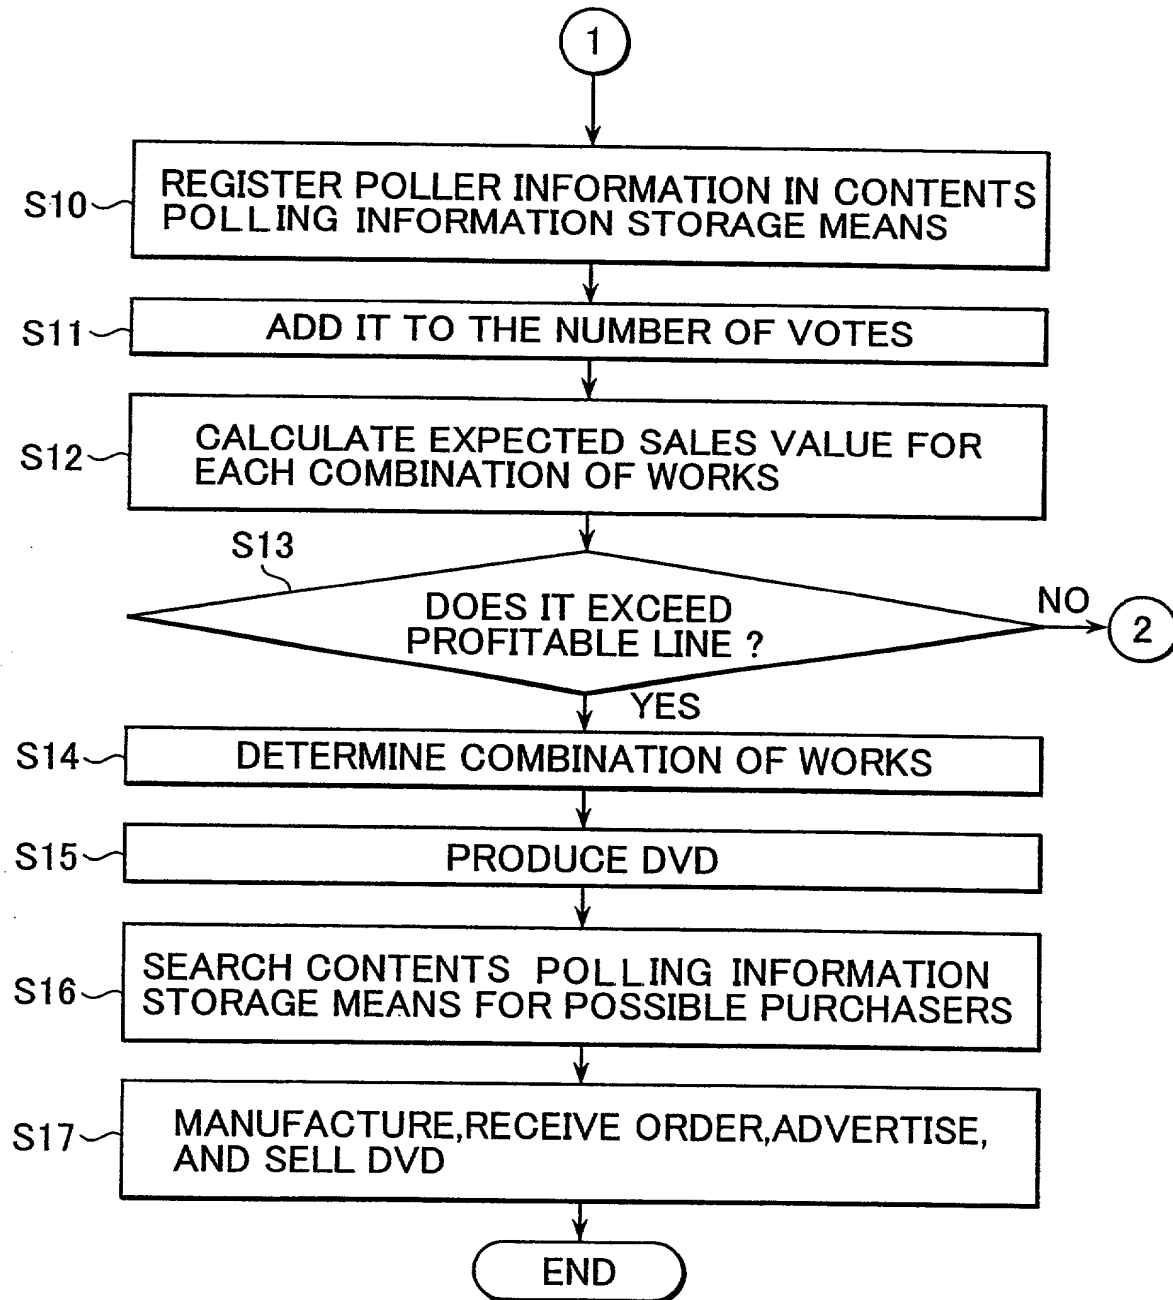 1
S10
REGISTER POLLER INFORMATION IN CONTENTS
POLLING INFORMATION STORAGE MEANS
S11
ADD IT TO THE NUMBER OF VOTES
S12
CALCULATE EXPECTED SALES VALUE FOR
EACH COMBINATION OF WORKS
S13
DOES IT EXCEED
PROFITABLE LINE ?
NO
2
YES
S14
DETERMINE COMBINATION OF WORKS
S15
PRODUCE DVD
S16
SEARCH CONTENTS POLLING INFORMATION
STORAGE MEANS FOR POSSIBLE PURCHASERS
S17
MANUFACTURE,RECEIVE ORDER,ADVERTISE,
AND SELL DVD
END